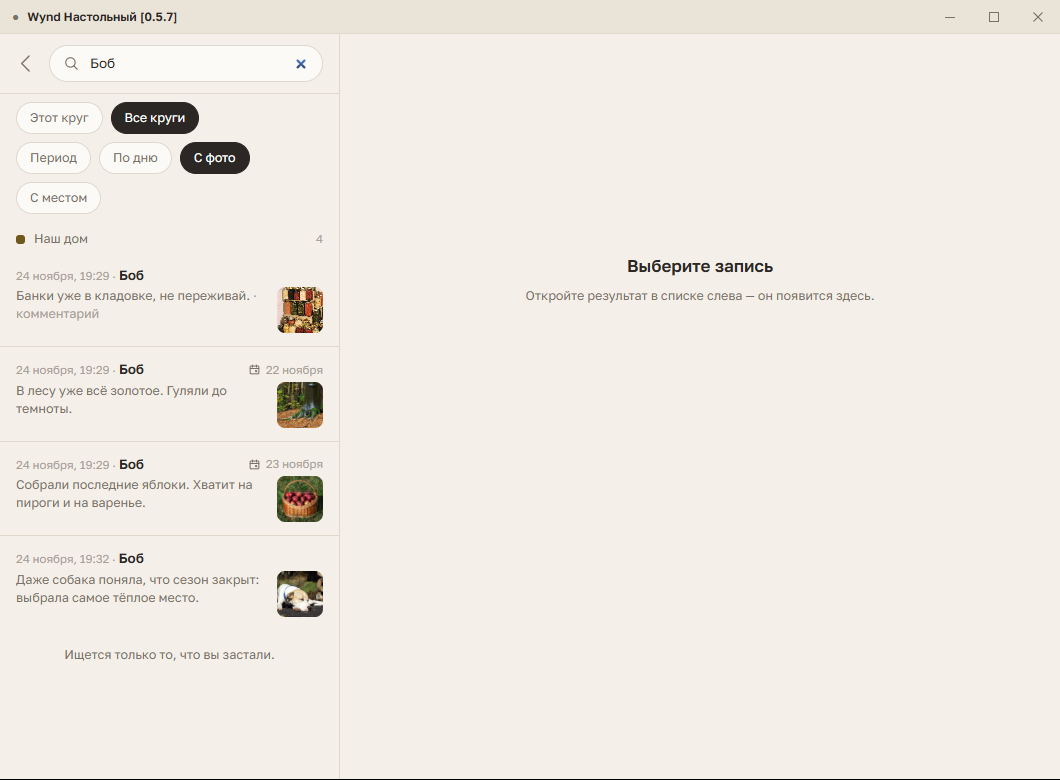 Wynd Настольный [0.5.7]
Боб
Этот круг
Все круги
Период
По дню
С фото
С местом
Наш дом 4
24 ноября, 19:29 · Боб
Банки уже в кладовке, не переживай. ·
комментарий
24 ноября, 19:29 · Боб 22 ноября
В лесу уже всё золотое. Гуляли до
темноты.
24 ноября, 19:29 · Боб 23 ноября
Собрали последние яблоки. Хватит на
пироги и на варенье.
24 ноября, 19:32 · Боб
Даже собака поняла, что сезон закрыт:
выбрала самое тёплое место.
Ищется только то, что вы застали.
Выберите запись
Откройте результат в списке слева — он появится здесь.